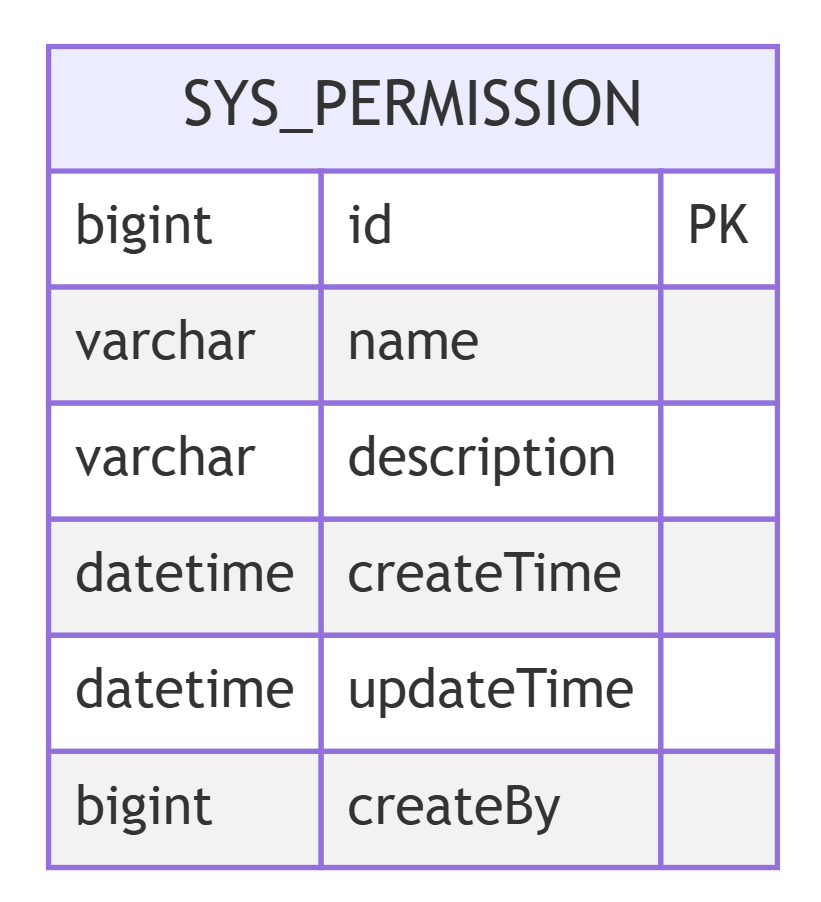 SYS_PERMISSION
bigint id PK
varchar name
varchar description
datetime createTime
datetime updateTime
bigint createBy